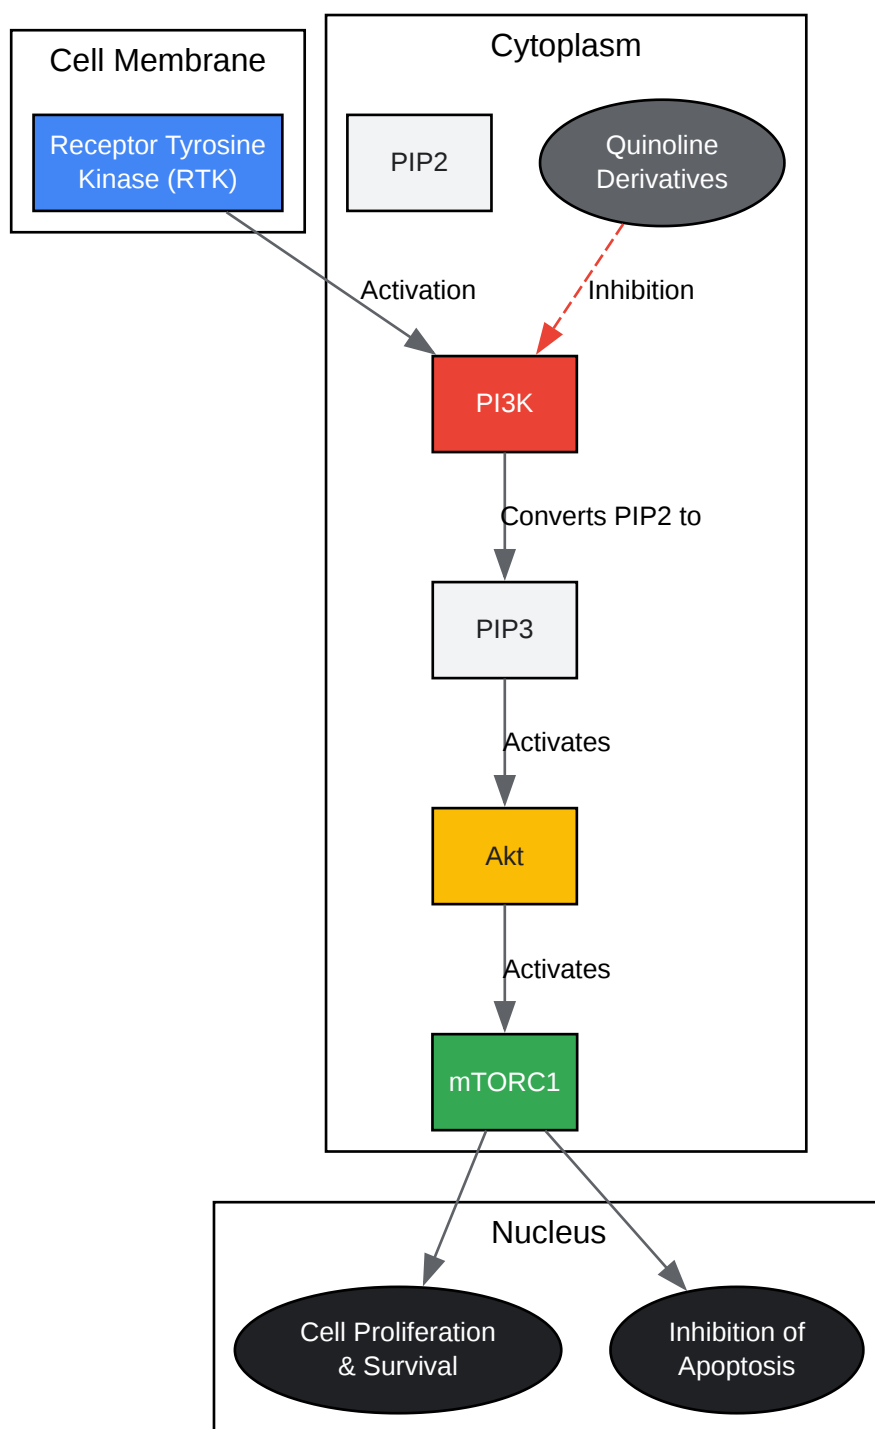 Cell Membrane
Cytoplasm
Receptor Tyrosine
Kinase (RTK)
PIP2
Quinoline
Derivatives
Activation
Inhibition
PI3K
Converts PIP2 to
PIP3
Activates
Akt
Activates
mTORC1
Nucleus
Cell Proliferation
& Survival
Inhibition of
Apoptosis